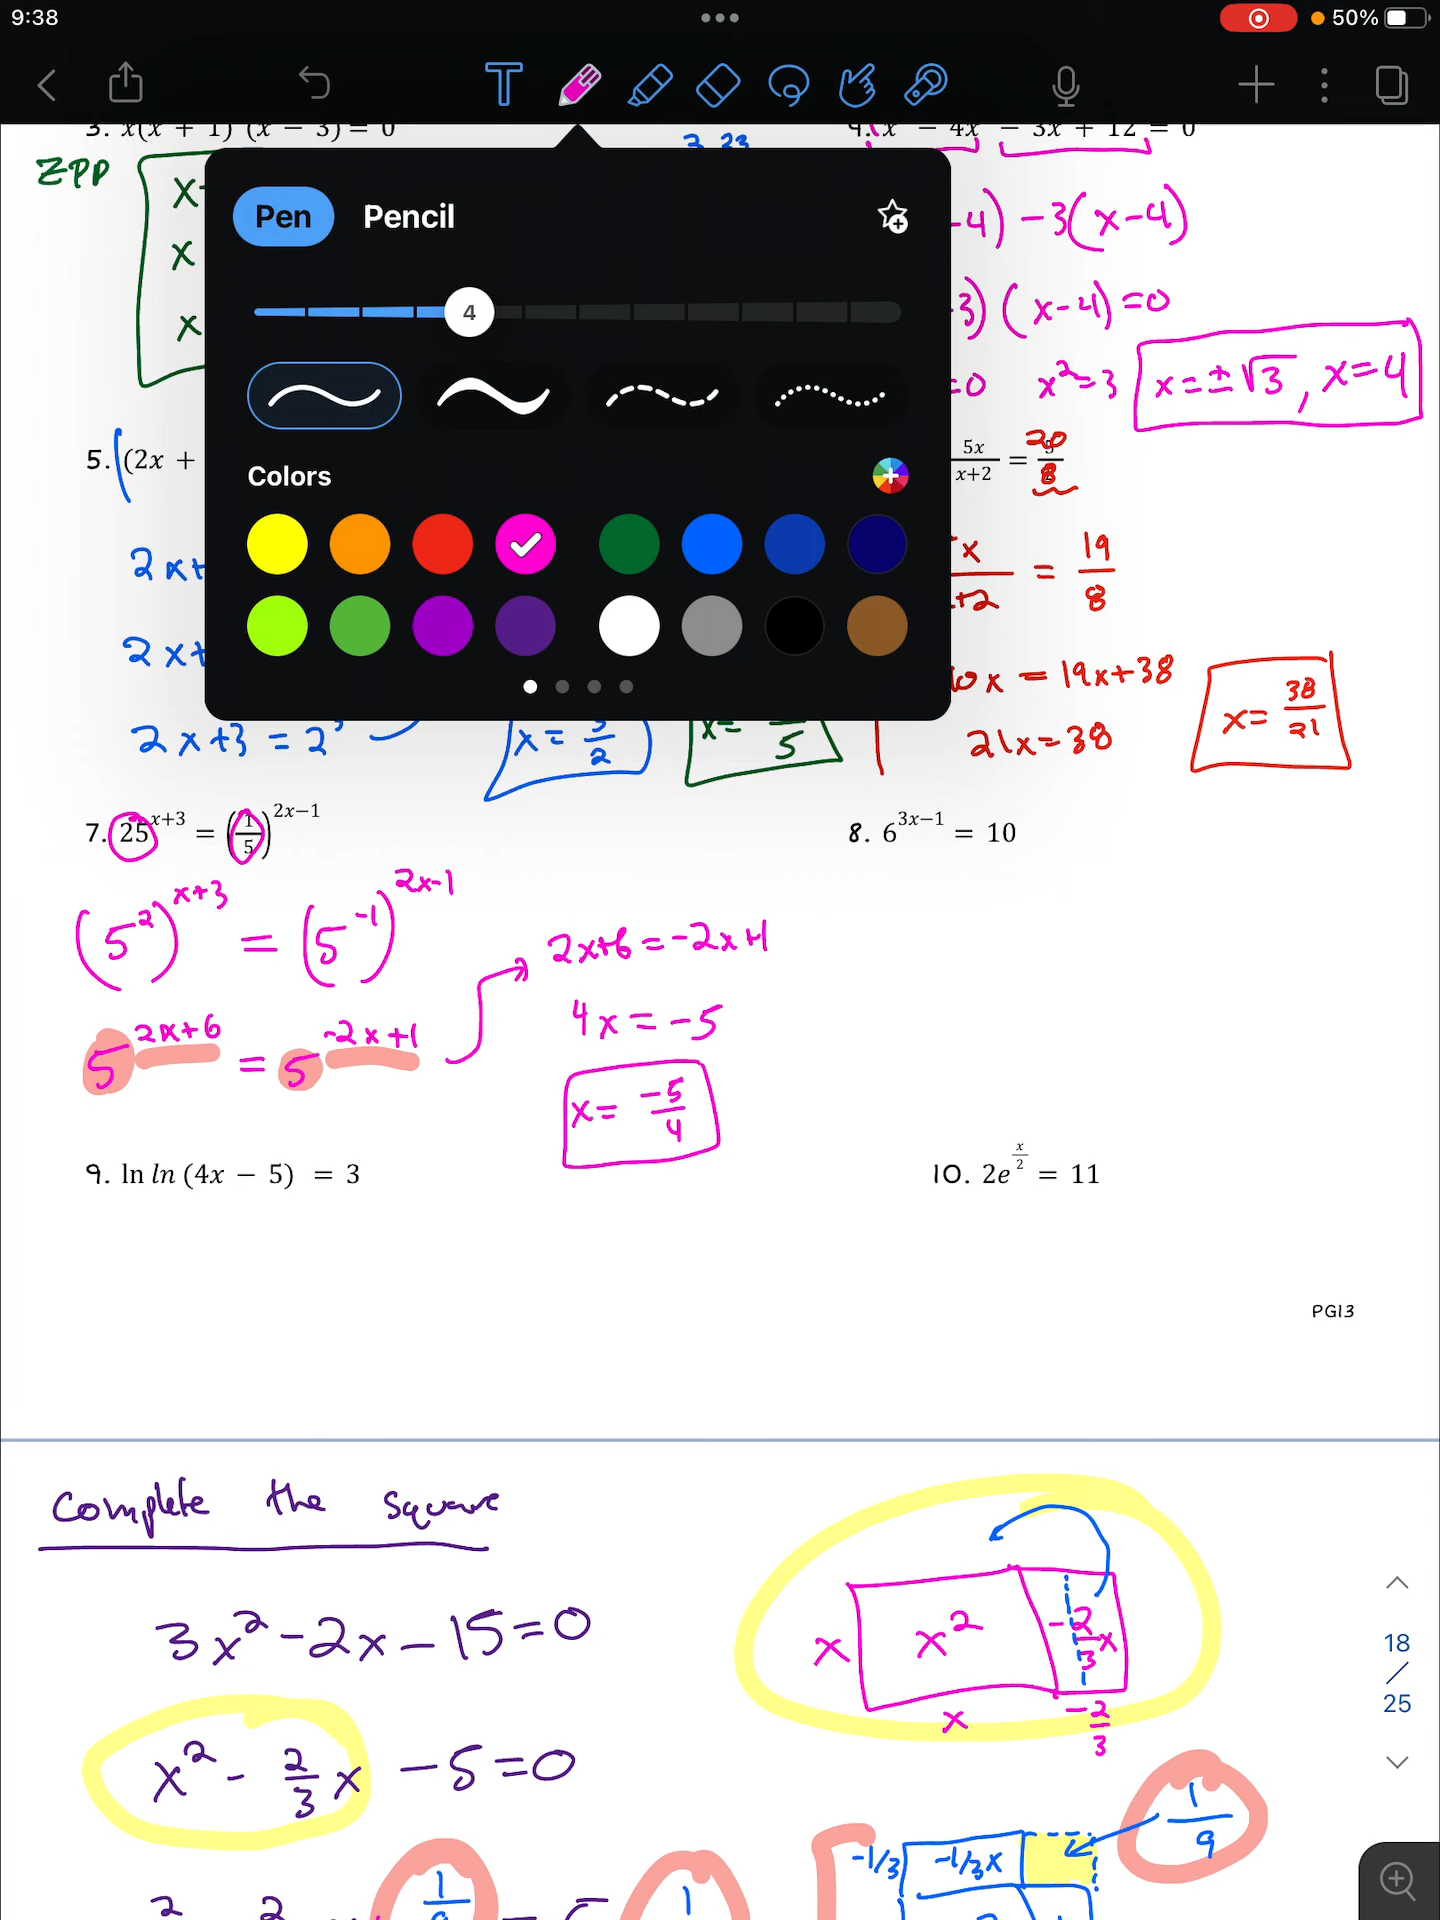 9:38
50%
3. x(x + 1) (x − 3) = 0
− 4x − 3x + 12 = 0
ZPP
x
x
x
Pen Pencil
4
Colors
-4) −3(x−4)
3) (x−4)=0
=0 x²=3 x=±√3, x=4
5. (2x +
5x/x+2 = 20/8
2x+
x/+2 = 19/8
2x+
0x = 19x+38
21x=38
x= 38/21
2x+3 = 2³
x= 3/2
x= /5
7. 25^(x+3) = (1/5)^(2x−1)
8. 6^(3x−1) = 10
(5²)^(x+3) = (5^-1)^(2x-1)
2x+6=-2x+1
4x=-5
5^(2x+6) = 5^(-2x+1)
x= -5/4
9. ln ln (4x − 5) = 3
10. 2e^(x/2) = 11
PG13
Complete the square
3x²-2x-15=0
x x² -2/3x
x -2/3
x² - 2/3 x -5=0
18
/
25
1/9
-1/3 -1/3x